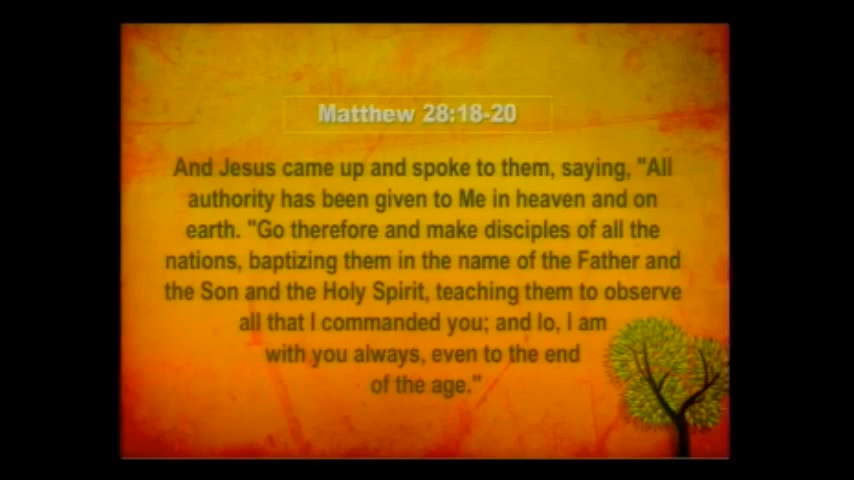 Matthew 28:18-20
And Jesus came up and spoke to them, saying, "All
authority has been given to Me in heaven and on
earth. "Go therefore and make disciples of all the
nations, baptizing them in the name of the Father and
the Son and the Holy Spirit, teaching them to observe
all that I commanded you; and lo, I am
with you always, even to the end
of the age."